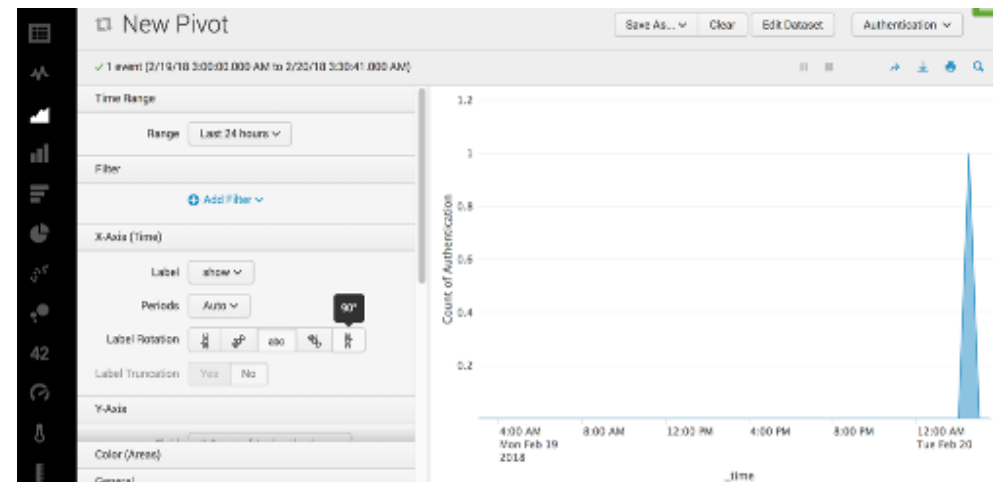 New Pivot
Save As... Clear Edit Dataset Authentication
✓ 1 event (2/19/18 3:00:00.000 AM to 2/20/18 3:30:41.000 AM)
Time Range
Range Last 24 hours
Filter
Add Filter
X-Axis (Time)
Label show
Periods Auto
90°
Label Rotation abc abc abc abc abc
Label Truncation Yes No
Y-Axis
Color (Areas)
General
42
1.2
1
0.8
0.6
0.4
0.2
Count of Authentication
4:00 AM 8:00 AM 12:00 PM 4:00 PM 8:00 PM 12:00 AM
Mon Feb 19 Tue Feb 20
2018
_time